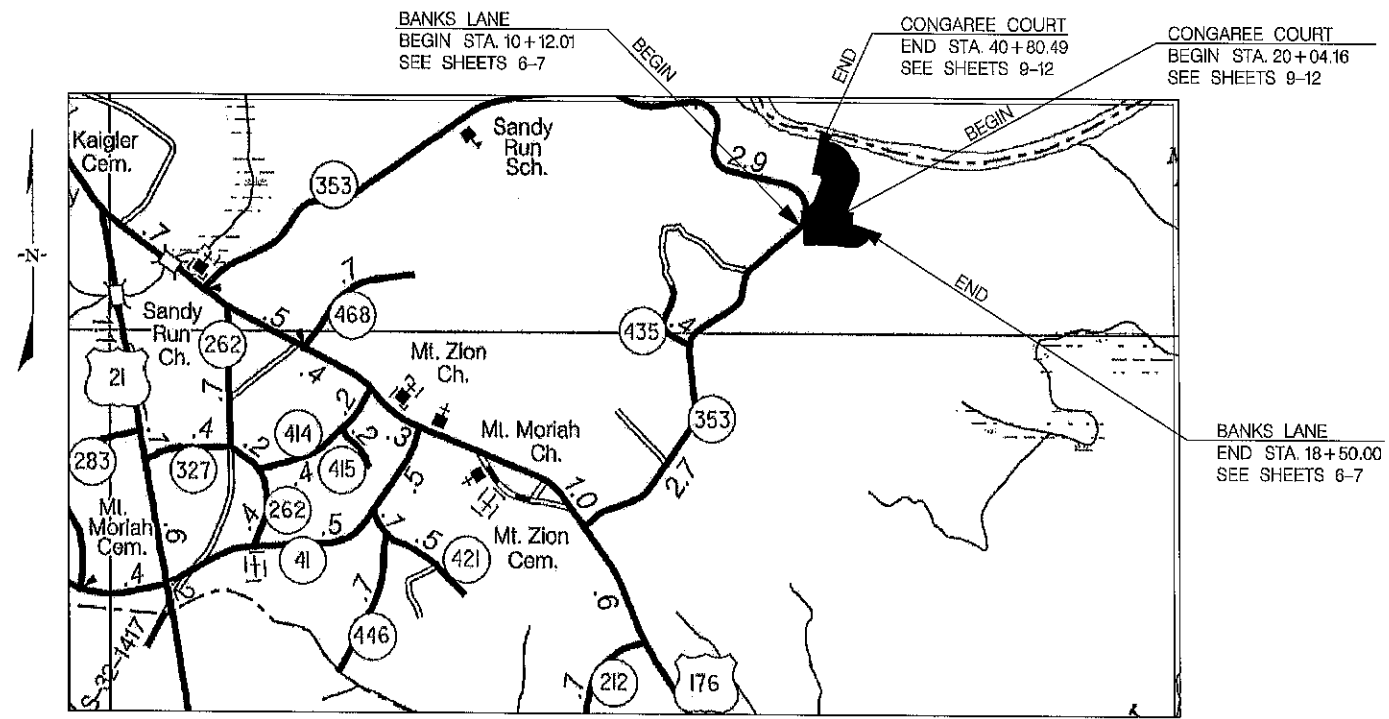 BANKS LANE
BEGIN STA. 10+12.01
SEE SHEETS 6-7
BEGIN
END
CONGAREE COURT
END STA. 40+80.49
SEE SHEETS 9-12
CONGAREE COURT
BEGIN STA. 20+04.16
SEE SHEETS 9-12
BEGIN
Kaigler
Cem.
Sandy
Run
Sch.
2.9
353
.7
-N-
.7
468
.5
Sandy
Run
Ch.
262
END
435
.4
21
.4
Mt. Zion
Ch.
.7
.2
414
.3
Mt. Moriah
Ch.
353
.1
.4
.2
.2
415
283
327
.4
.5
1.0
2.7
BANKS LANE
END STA. 18+50.00
SEE SHEETS 6-7
Mt.
Moriah
Cem.
.4
262
.5
.1
Mt. Zion
Cem.
.9
41
.5
421
.4
.2
.7
.9
S-32-1417
446
.7
212
176